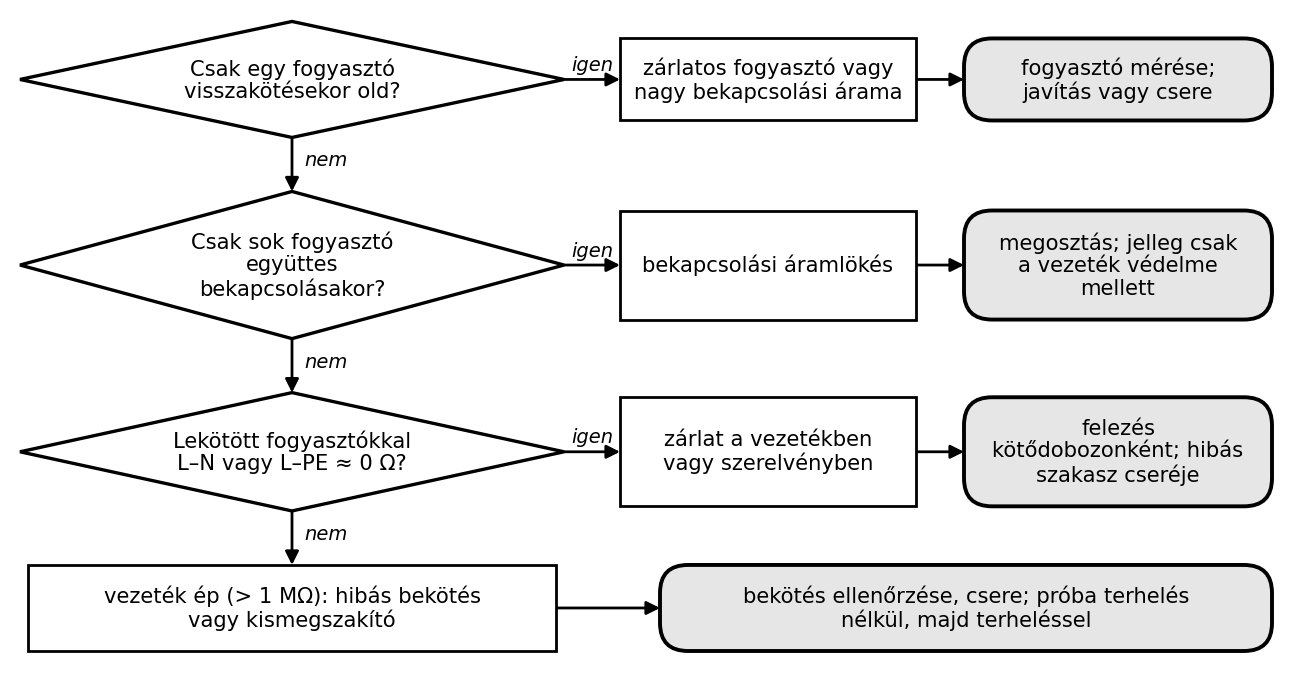 Csak egy fogyasztó
visszakötésekor old?
igen
zárlatos fogyasztó vagy
nagy bekapcsolási árama
fogyasztó mérése;
javítás vagy csere
nem
Csak sok fogyasztó
együttes
bekapcsolásakor?
igen
bekapcsolási áramlökés
megosztás; jelleg csak
a vezeték védelme
mellett
nem
Lekötött fogyasztókkal
L–N vagy L–PE ≈ 0 Ω?
igen
zárlat a vezetékben
vagy szerelvényben
felezés
kötődobozonként; hibás
szakasz cseréje
nem
vezeték ép (> 1 MΩ): hibás bekötés
vagy kismegszakító
bekötés ellenőrzése, csere; próba terhelés
nélkül, majd terheléssel